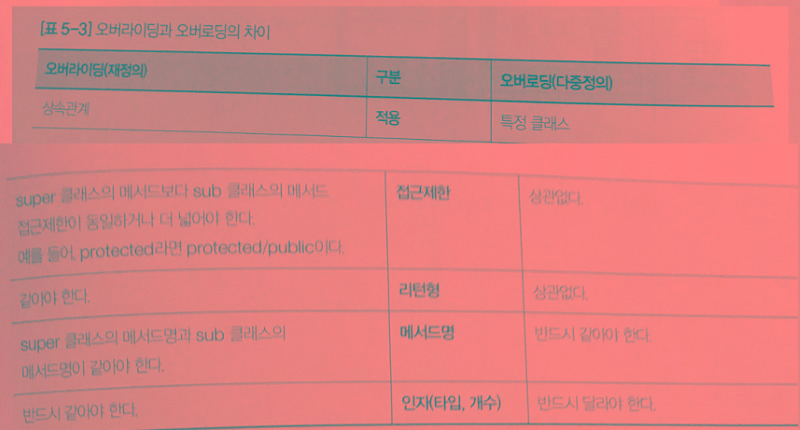 [표 5-3] 오버라이딩과 오버로딩의 차이
오버라이딩(재정의) 구분 오버로딩(다중정의)
상속관계 적용 특정 클래스
super 클래스의 메서드보다 sub 클래스의 메서드 접근제한 상관없다.
접근제한이 동일하거나 더 넓어야 한다.
예를 들어, protected라면 protected/public이다.
같아야 한다. 리턴형 상관없다.
super 클래스의 메서드명과 sub 클래스의 메서드명 반드시 같아야 한다.
메서드명이 같아야 한다.
반드시 같아야 한다. 인자(타입, 개수) 반드시 달라야 한다.